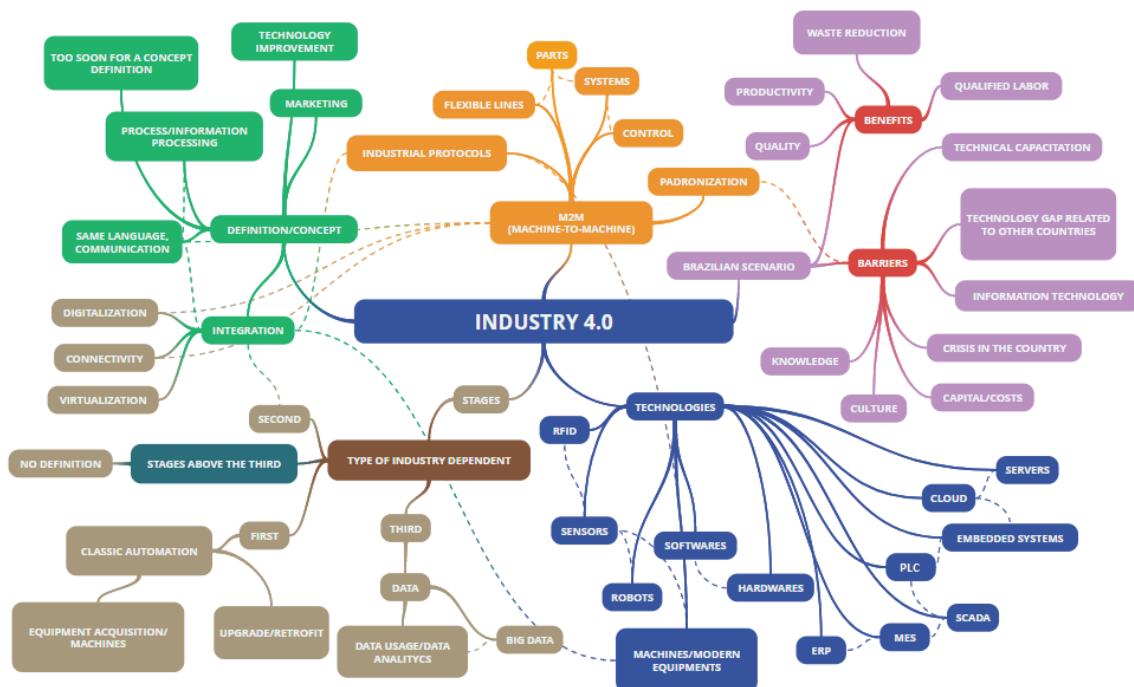 TOO SOON FOR A CONCEPT
DEFINITION
TECHNOLOGY
IMPROVEMENT
MARKETING
PROCESS/INFORMATION
PROCESSING
SAME LANGUAGE,
COMMUNICATION
DEFINITION/CONCEPT
DIGITALIZATION
INTEGRATION
CONNECTIVITY
VIRTUALIZATION
PARTS
SYSTEMS
FLEXIBLE LINES
CONTROL
INDUSTRIAL PROTOCOLS
PADRONIZATION
M2M
(MACHINE-TO-MACHINE)
WASTE REDUCTION
PRODUCTIVITY
QUALIFIED LABOR
BENEFITS
QUALITY
TECHNICAL CAPACITATION
TECHNOLOGY GAP RELATED
TO OTHER COUNTRIES
BRAZILIAN SCENARIO
BARRIERS
INFORMATION TECHNOLOGY
KNOWLEDGE
CRISIS IN THE COUNTRY
CULTURE
CAPITAL/COSTS
INDUSTRY 4.0
STAGES
SECOND
TYPE OF INDUSTRY DEPENDENT
NO DEFINITION
STAGES ABOVE THE THIRD
FIRST
CLASSIC AUTOMATION
EQUIPMENT ACQUISITION/
MACHINES
UPGRADE/RETROFIT
THIRD
DATA
DATA USAGE/DATA
ANALITYCS
BIG DATA
TECHNOLOGIES
RFID
SENSORS
SOFTWARES
ROBOTS
HARDWARES
MACHINES/MODERN
EQUIPMENTS
SERVERS
CLOUD
EMBEDDED SYSTEMS
PLC
SCADA
MES
ERP